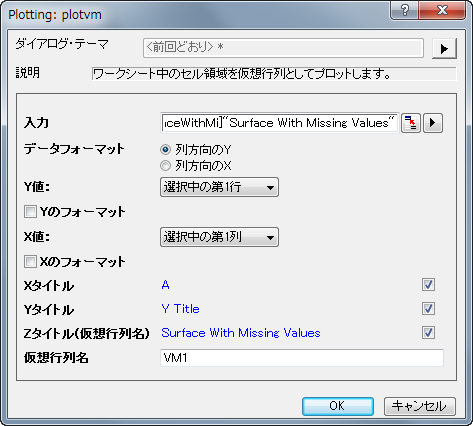 Plotting: plotvm
ダイアログ・テーマ
<前回どおり> *
説明
ワークシート中のセル領域を仮想行列としてプロットします。
入力
ıceWithMi]"Surface With Missing Values"
データフォーマット
列方向のY
列方向のX
Y値:
選択中の第1行
Yのフォーマット
X値:
選択中の第1列
Xのフォーマット
Xタイトル
A
Yタイトル
Y Title
Zタイトル(仮想行列名)
Surface With Missing Values
仮想行列名
VM1
OK
キャンセル